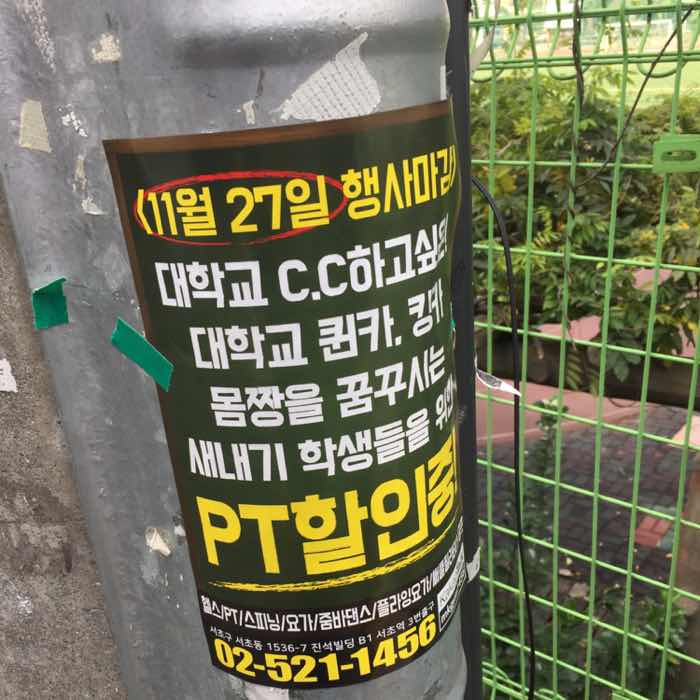 <11월 27일 행사마감>
대학교 C.C하고싶은
대학교 퀸카, 킹카
몸짱을 꿈꾸시는
새내기 학생들을 위한
PT할인중
헬스/PT/스피닝/요가/줌바댄스/플라잉요가/
서초구 서초동 1536-7 진석빌딩 B1 서초역 3번출구
02-521-1456